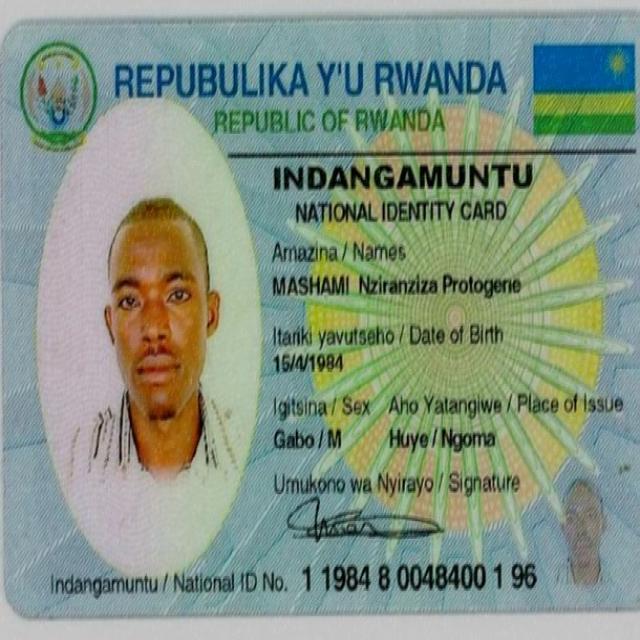 REPUBULIKA Y'U RWANDA
REPUBLIC OF RWANDA
INDANGAMUNTU
NATIONAL IDENTITY CARD
Amazina / Names
MASHAMI Nziranziza Protogene
Itariki yavutseho / Date of Birth
15/4/1984
Igitsina / Sex Aho Yatangiwe / Place of Issue
Gabo / M Huye / Ngoma
Umukono wa Nyirayo / Signature
Indangamuntu / National ID No. 1 1984 8 0048400 1 96